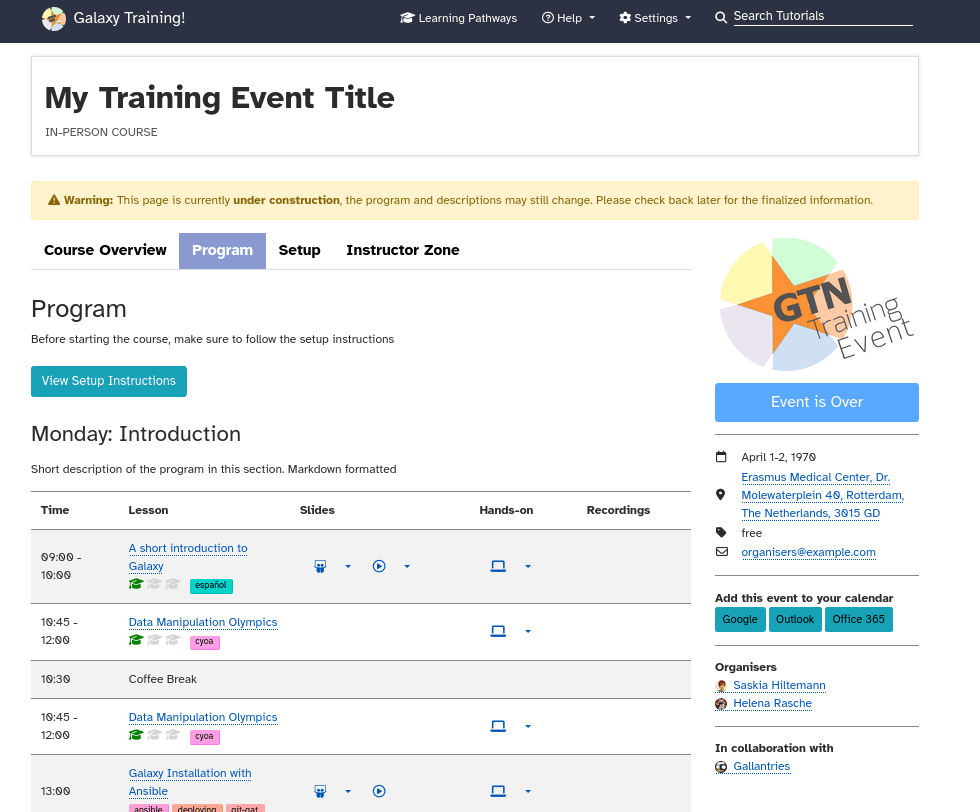 Galaxy Training!
Learning Pathways
Help
Settings
Search Tutorials
My Training Event Title
IN-PERSON COURSE
Warning: This page is currently under construction, the program and descriptions may still change. Please check back later for the finalized information.
Course Overview
Program
Setup
Instructor Zone
Program
Before starting the course, make sure to follow the setup instructions
View Setup Instructions
Monday: Introduction
Short description of the program in this section. Markdown formatted
Time Lesson Slides Hands-on Recordings
09:00 -
10:00
A short introduction to
Galaxy
español
10:45 -
12:00
Data Manipulation Olympics
cyoa
10:30
Coffee Break
10:45 -
12:00
Data Manipulation Olympics
cyoa
13:00
Galaxy Installation with
Ansible
ansible deploying git-gat
GTN
Training
Event
Event is Over
April 1-2, 1970
Erasmus Medical Center, Dr.
Molewaterplein 40, Rotterdam,
The Netherlands, 3015 GD
free
organisers@example.com
Add this event to your calendar
Google Outlook Office 365
Organisers
Saskia Hiltemann
Helena Rasche
In collaboration with
Gallantries